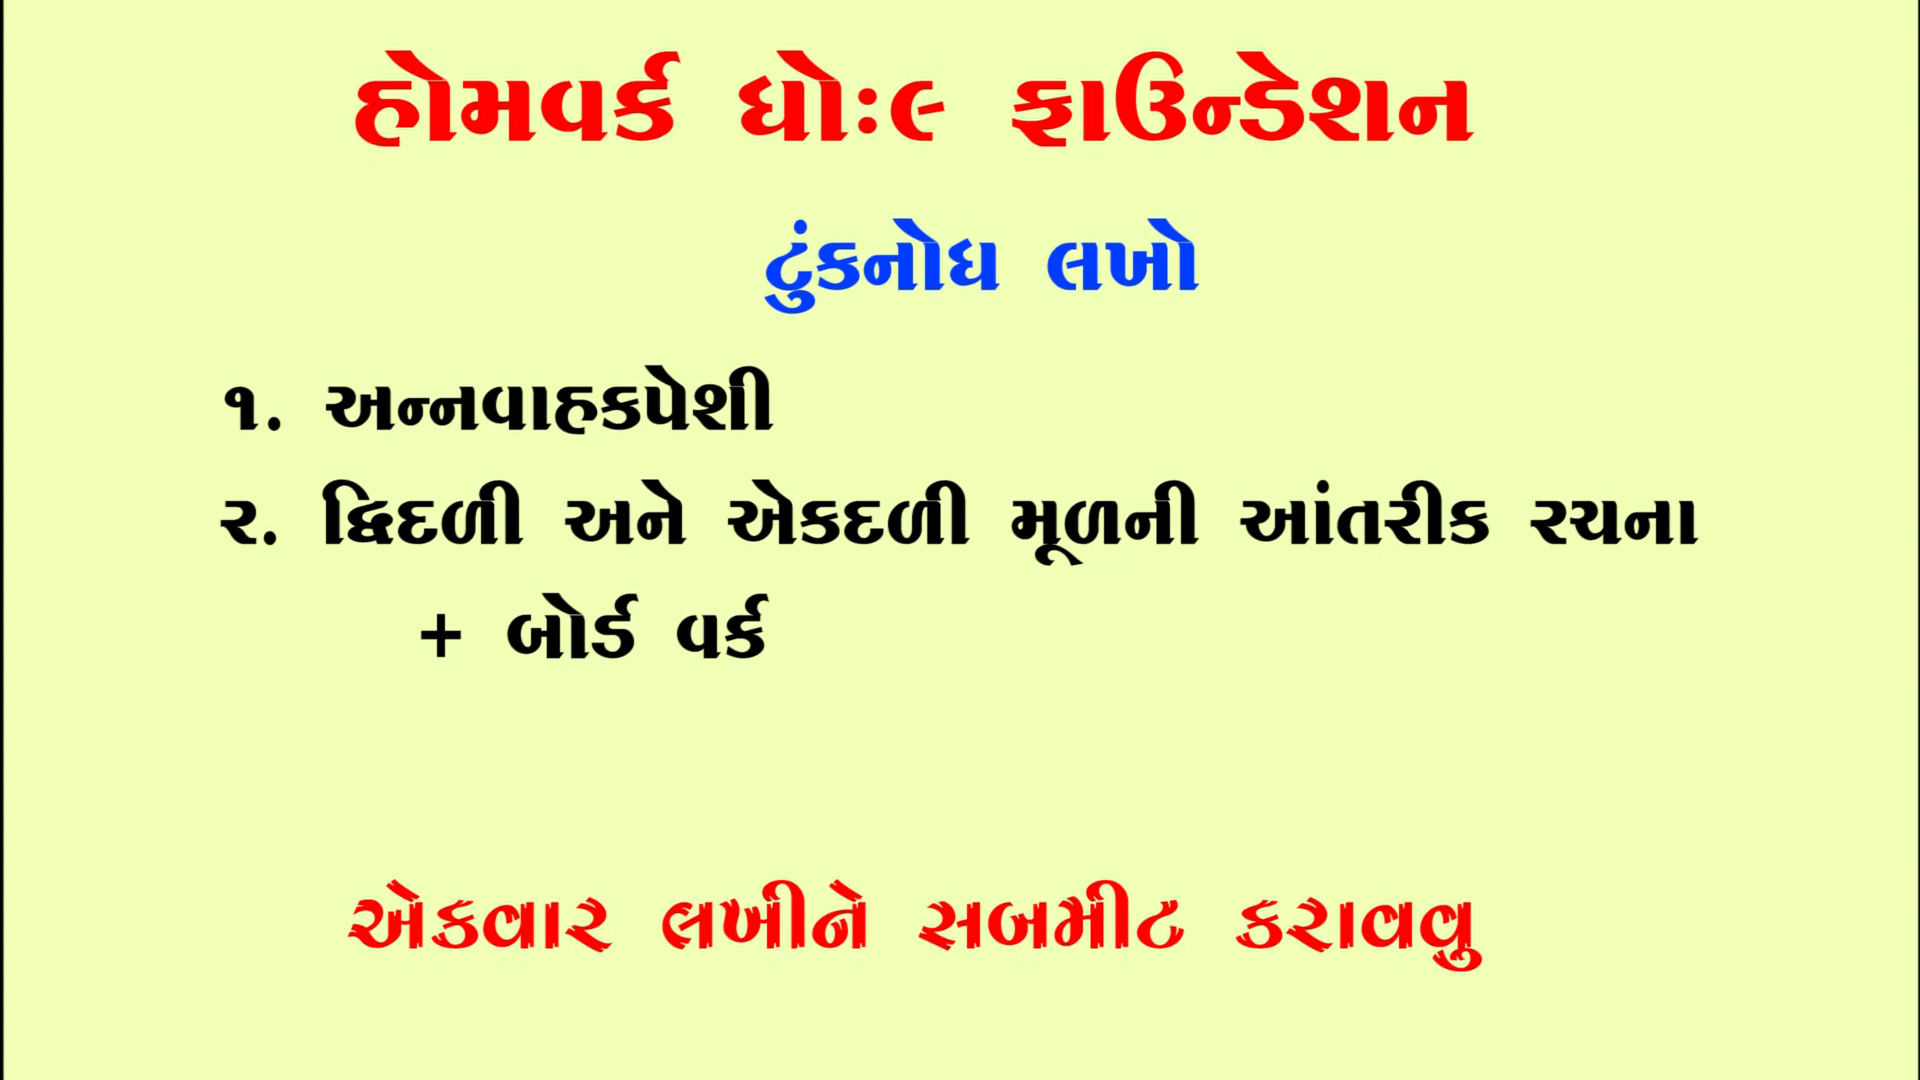 હોમવર્ક ધોઃ૯ ફાઉન્ડેશન
ટુંકનોધ લખો
૧. અન્નવાહકપેશી
૨. દ્વિદળી અને એકદળી મૂળની આંતરીક રચના
+ બોર્ડ વર્ક
એકવાર લખીને સબમીટ કરાવવુ